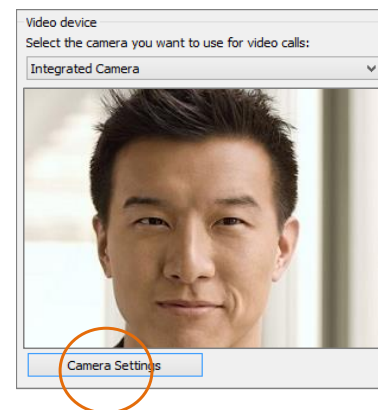 Video device
Select the camera you want to use for video calls:
Integrated Camera
Camera Settings